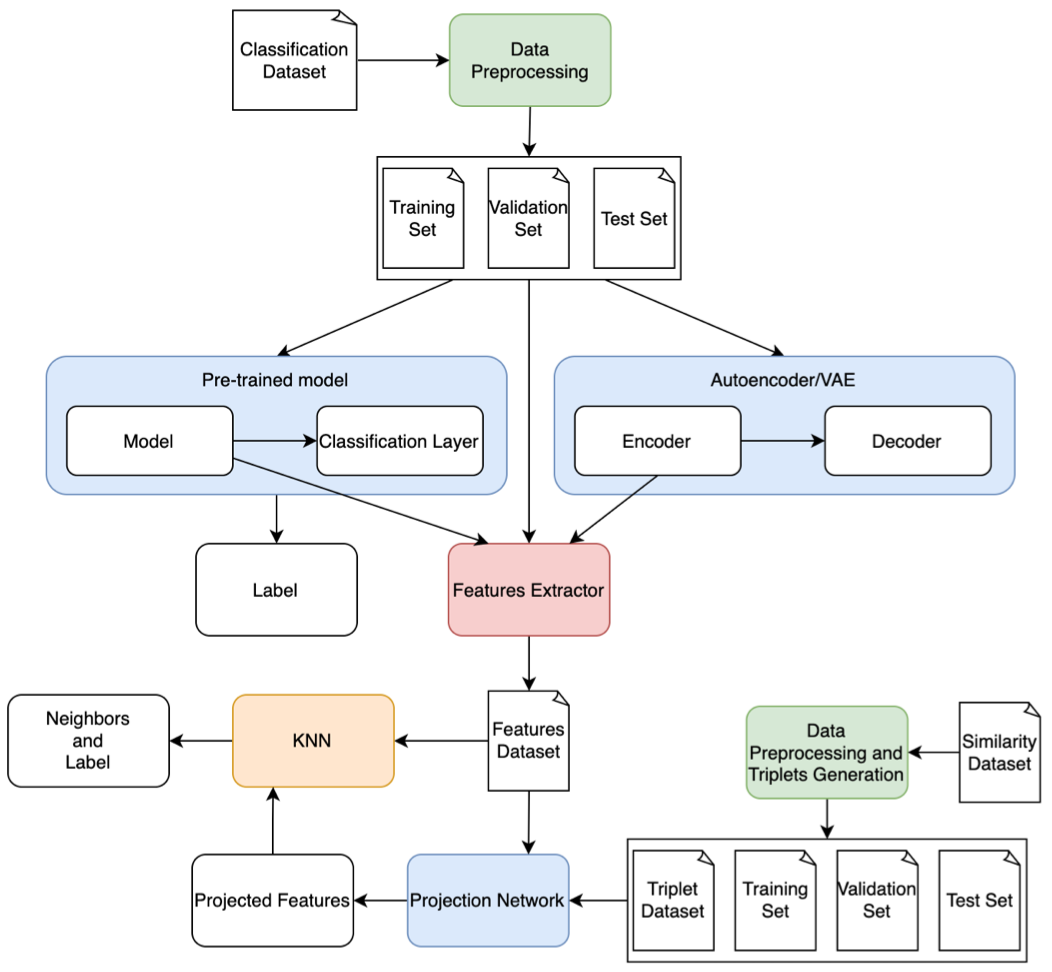 Classification
Dataset
Data
Preprocessing
Training
Set
Validation
Set
Test Set
Pre-trained model
Model
Classification Layer
Autoencoder/VAE
Encoder
Decoder
Label
Features Extractor
Neighbors
and
Label
KNN
Features
Dataset
Data
Preprocessing and
Triplets Generation
Similarity
Dataset
Projected Features
Projection Network
Triplet
Dataset
Training
Set
Validation
Set
Test Set